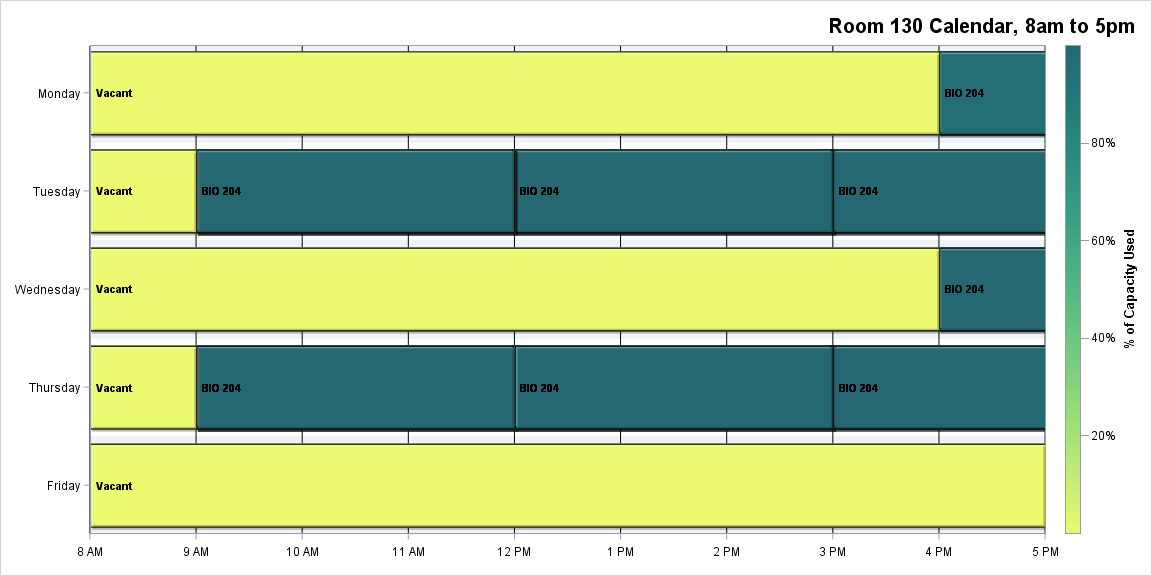 Room 130 Calendar, 8am to 5pm
Monday
Vacant
BIO 204
Tuesday
Vacant
BIO 204
BIO 204
BIO 204
Wednesday
Vacant
BIO 204
Thursday
Vacant
BIO 204
BIO 204
BIO 204
Friday
Vacant
8 AM
9 AM
10 AM
11 AM
12 PM
1 PM
2 PM
3 PM
4 PM
5 PM
80%
60%
40%
20%
% of Capacity Used